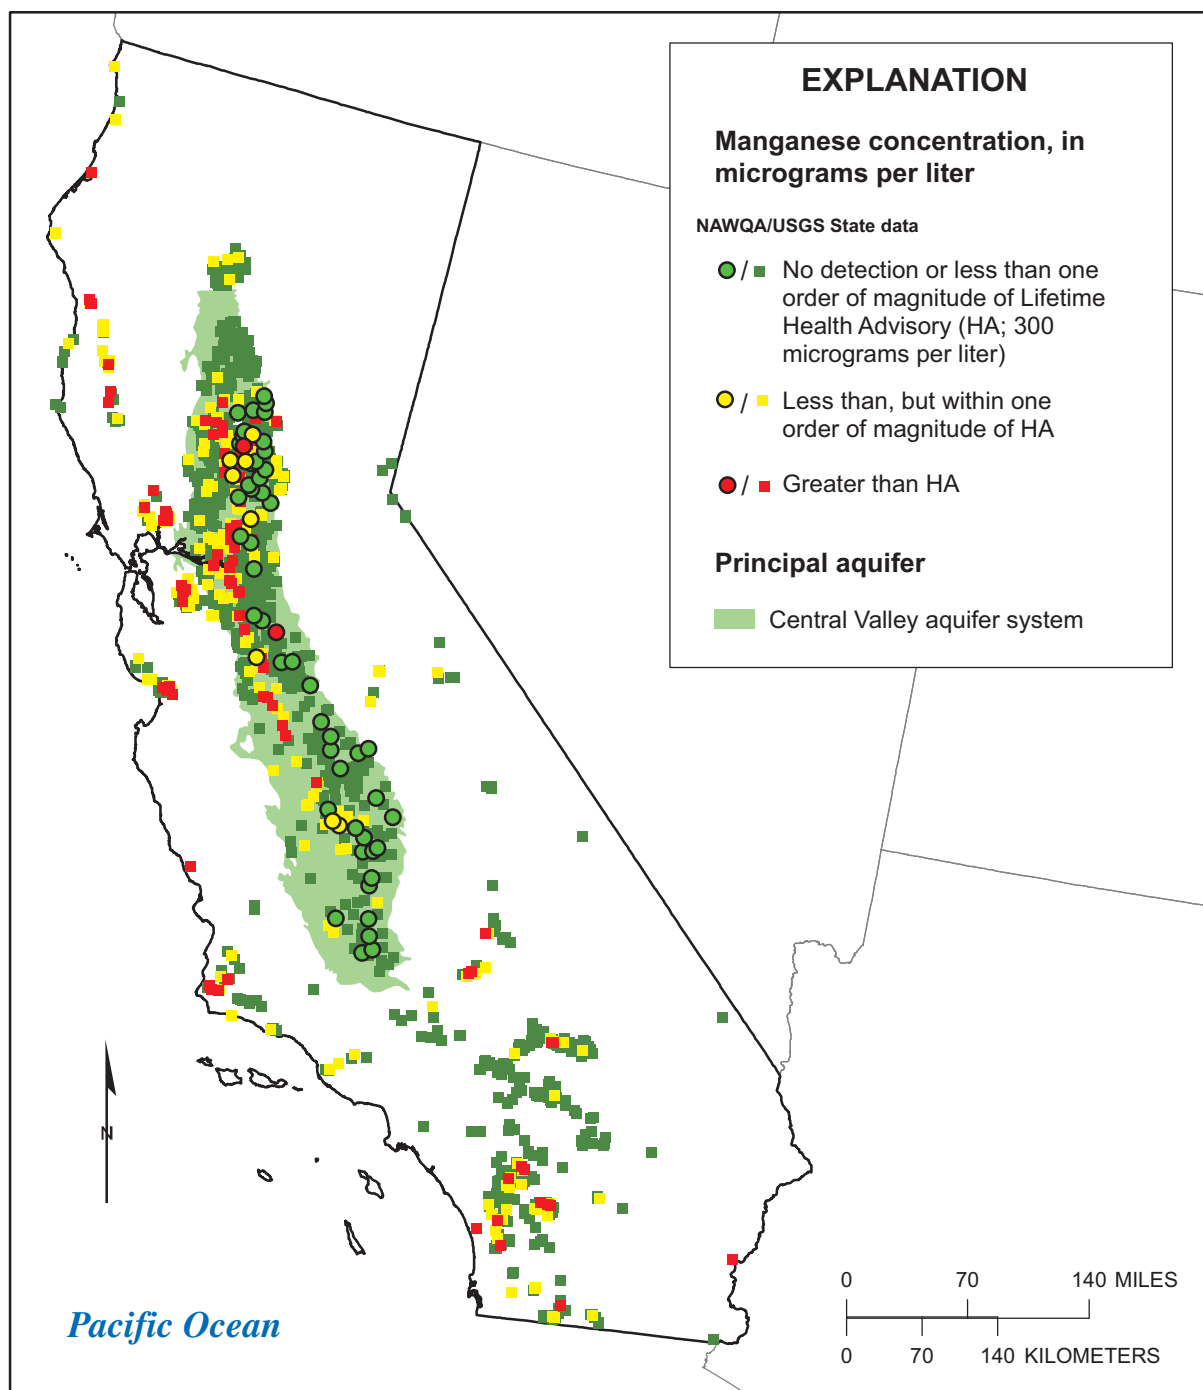 EXPLANATION
Manganese concentration, in
micrograms per liter
NAWQA/USGS State data
/ No detection or less than one
order of magnitude of Lifetime
Health Advisory (HA; 300
micrograms per liter)
/ Less than, but within one
order of magnitude of HA
/ Greater than HA
Principal aquifer
Central Valley aquifer system
N
Pacific Ocean
0 70 140 MILES
0 70 140 KILOMETERS